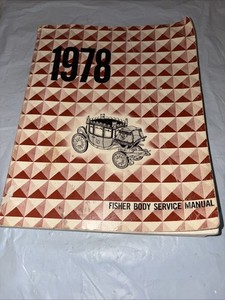 1978
FISHER BODY SERVICE MANUAL